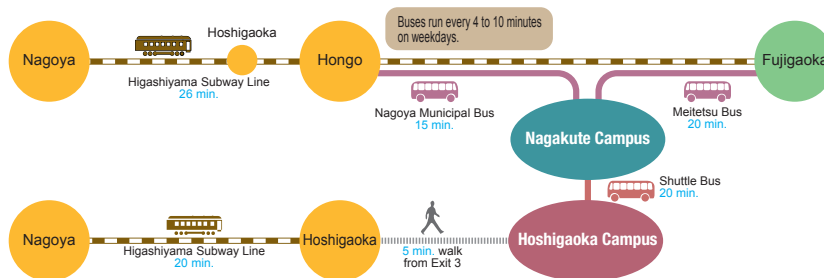 Buses run every 4 to 10 minutes
on weekdays.
Hoshigaoka
Nagoya
Hongo
Fujigaoka
Higashiyama Subway Line
26 min.
Nagoya Municipal Bus
15 min.
Meitetsu Bus
20 min.
Nagakute Campus
Shuttle Bus
20 min.
Nagoya
Higashiyama Subway Line
20 min.
Hoshigaoka
5 min. walk
from Exit 3
Hoshigaoka Campus